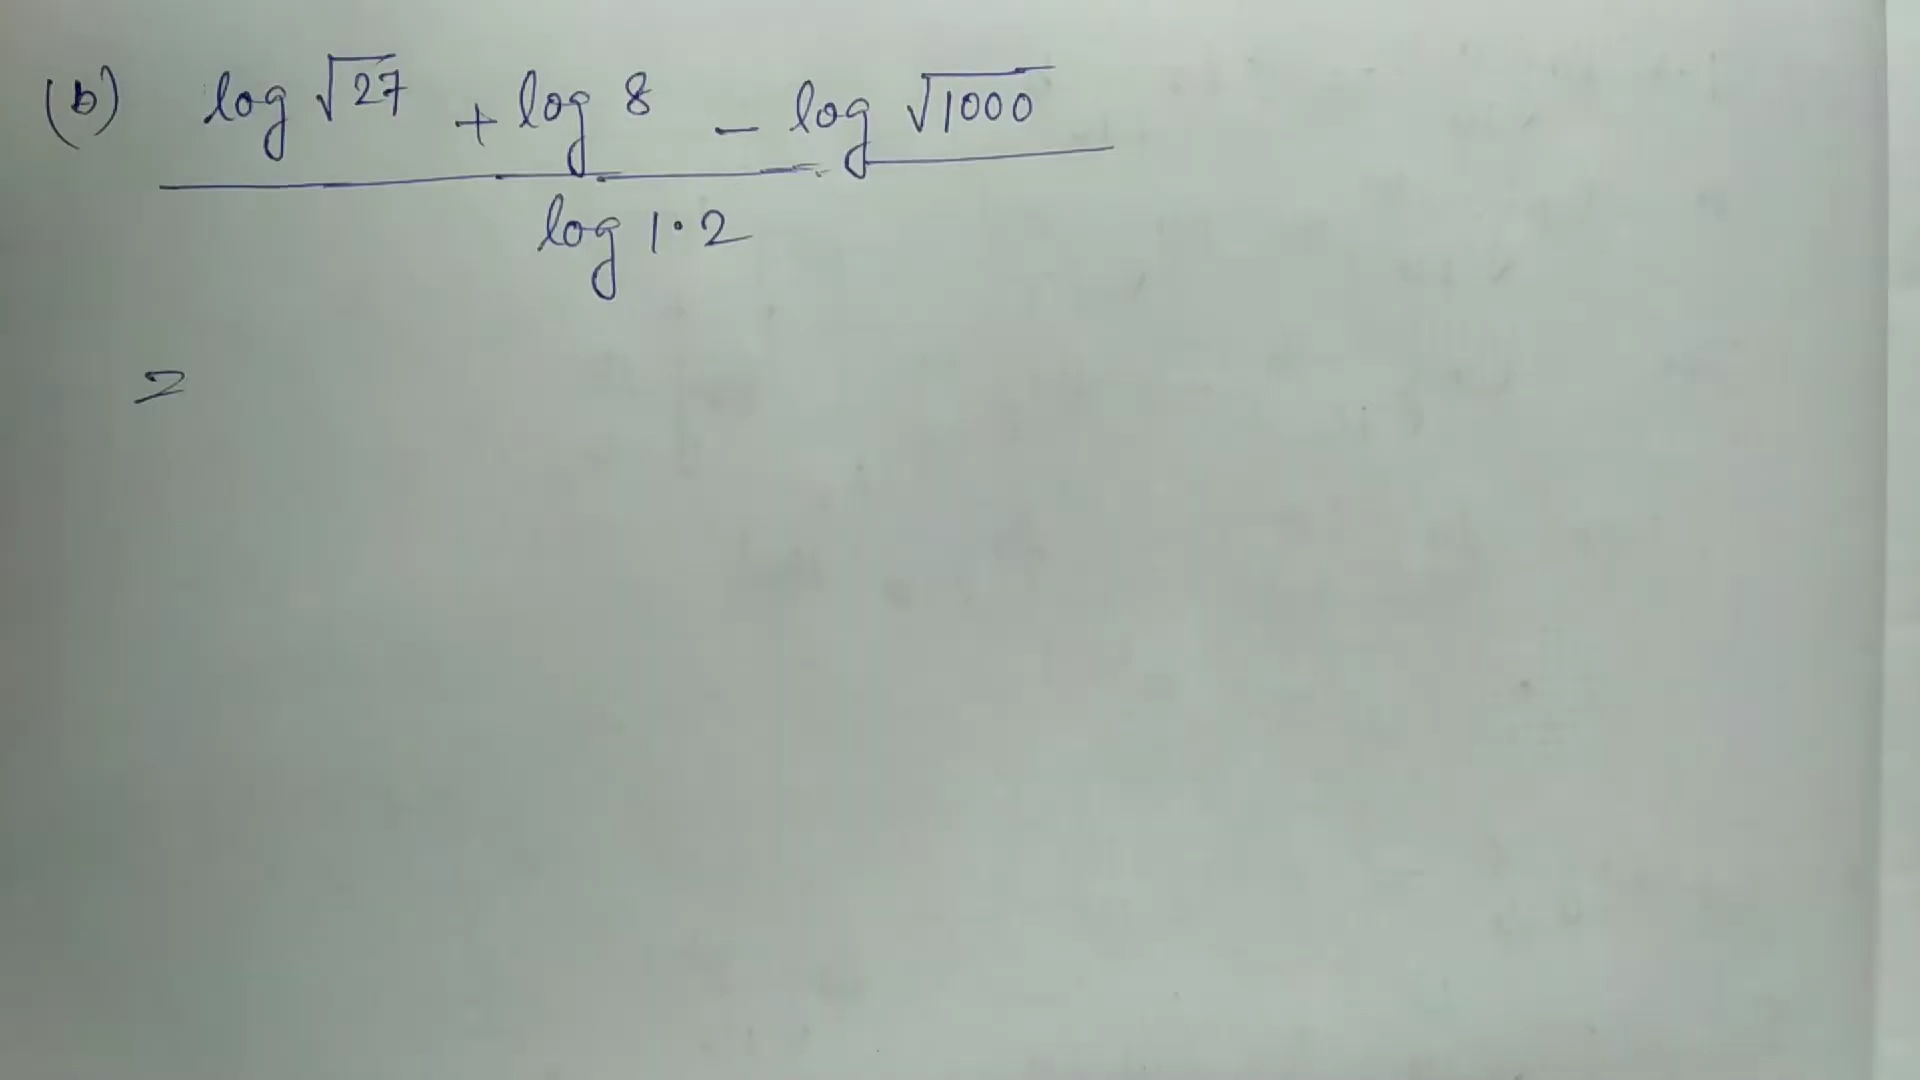 (b) log √27 + log 8 - log √1000
log 1·2
=